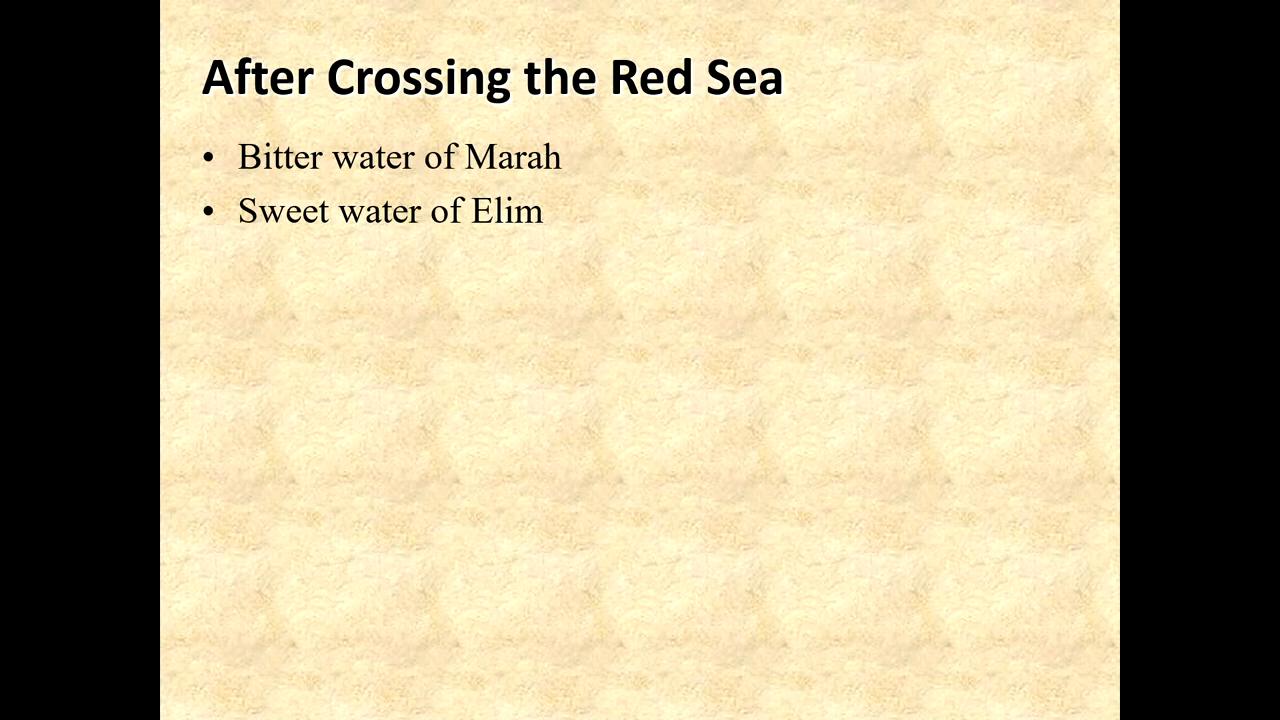 After Crossing the Red Sea
• Bitter water of Marah
• Sweet water of Elim